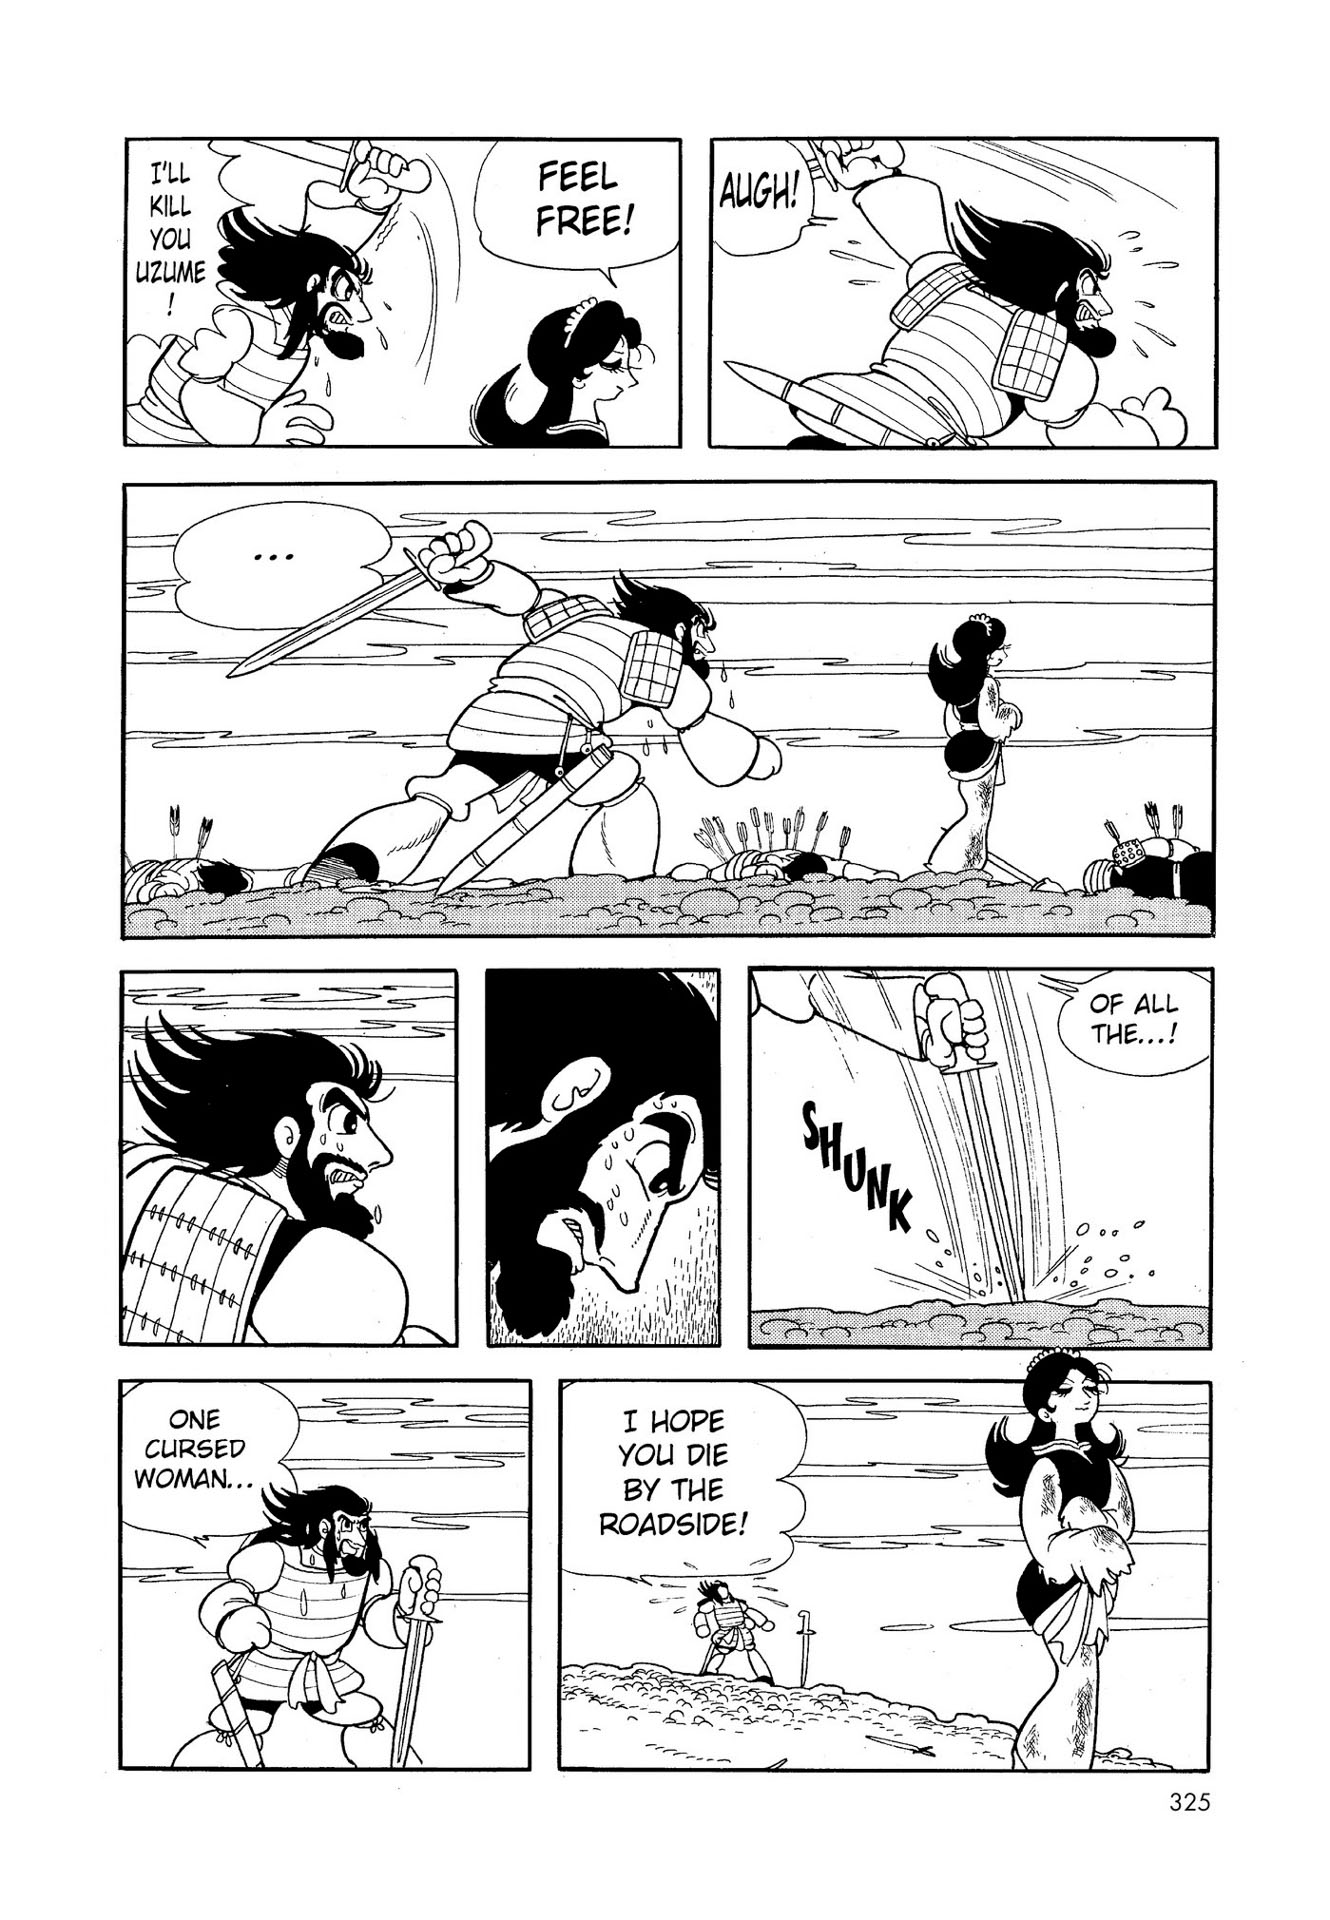 I'LL
KILL
YOU
UZUME
!
FEEL
FREE!
AUGH!
...
OF ALL
THE...!
SHUNK
ONE
CURSED
WOMAN...
I HOPE
YOU DIE
BY THE
ROADSIDE!
325